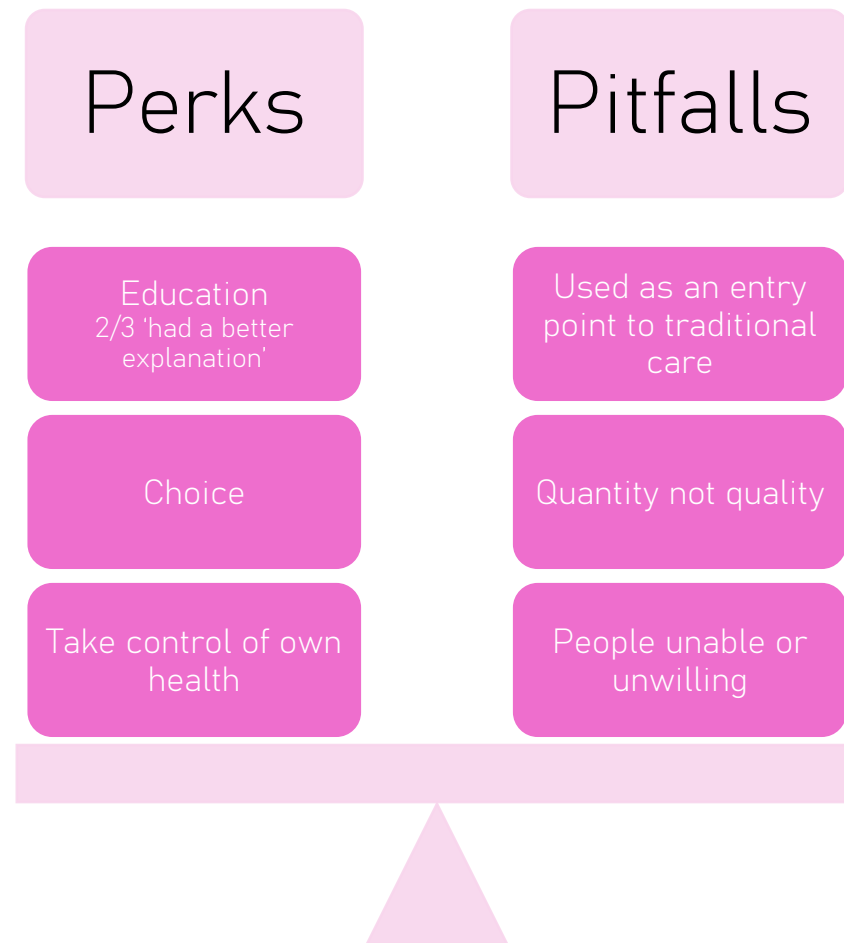 Perks
Pitfalls
Education
2/3 ‘had a better
explanation’
Choice
Take control of own
health
Used as an entry
point to traditional
care
Quantity not quality
People unable or
unwilling